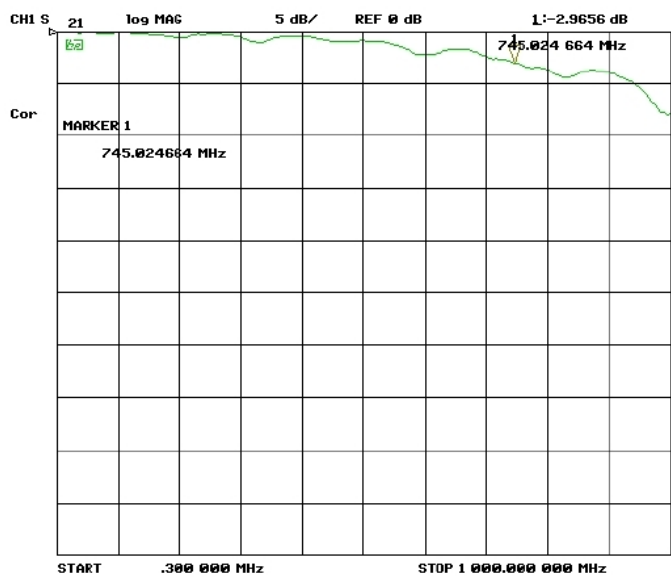 CH1 S 21 log MAG 5 dB/ REF 0 dB 1:-2.9656 dB
1
745.024 664 MHz
Cor
MARKER 1
745.024664 MHz
START .300 000 MHz STOP 1 000.000 000 MHz